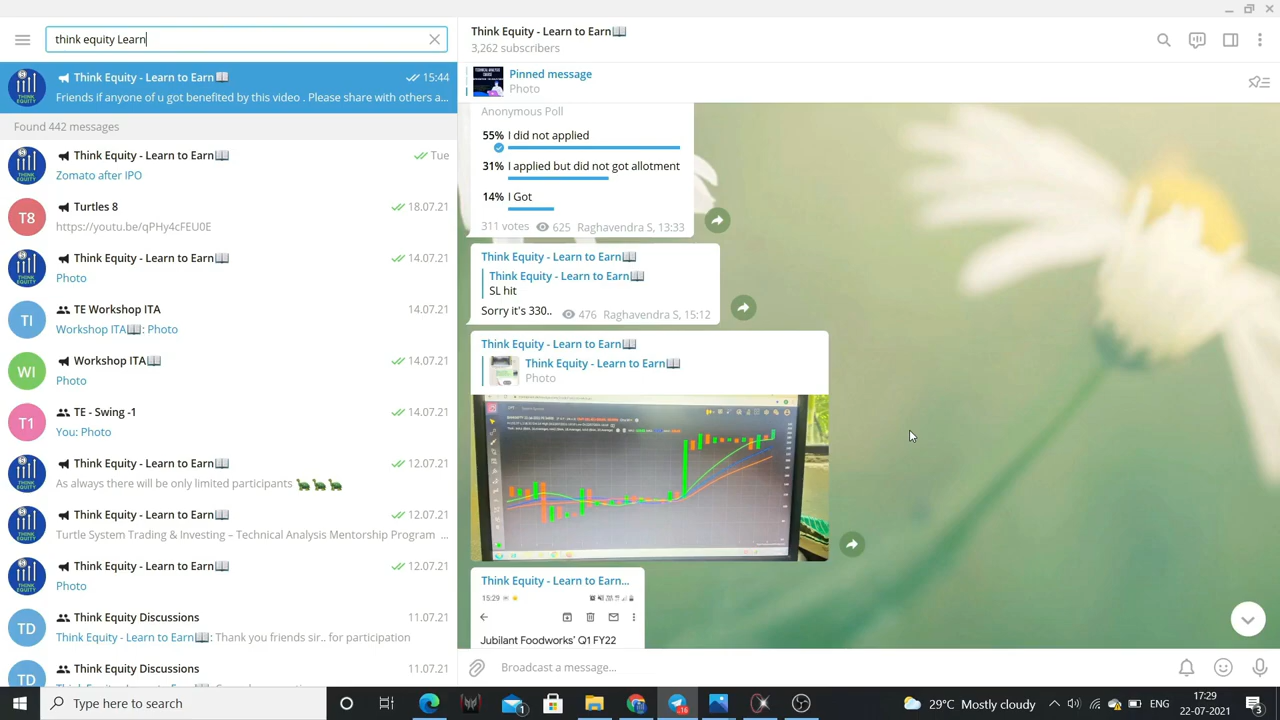 think equity Learn
Think Equity - Learn to Earn📖 15:44
Friends if anyone of u got benefited by this video . Please share with others a...
Found 442 messages
Think Equity - Learn to Earn📖 Tue
Zomato after IPO
T8 Turtles 8 18.07.21
https://youtu.be/qPHy4cFEU0E
Think Equity - Learn to Earn📖 14.07.21
Photo
TI TE Workshop ITA 14.07.21
Workshop ITA📖: Photo
WI Workshop ITA📖 14.07.21
Photo
T1 TE - Swing -1 14.07.21
You: Photo
Think Equity - Learn to Earn📖 12.07.21
As always there will be only limited participants 🐢🐢🐢
Think Equity - Learn to Earn📖 12.07.21
Turtle System Trading & Investing – Technical Analysis Mentorship Program ...
Think Equity - Learn to Earn📖 12.07.21
Photo
TD Think Equity Discussions 11.07.21
Think Equity - Learn to Earn📖: Thank you friends sir.. for participation
TD Think Equity Discussions 11.07.21
Think Equity - Learn to Earn📖
3,262 subscribers
Pinned message
Photo
Anonymous Poll
55% I did not applied
31% I applied but did not got allotment
14% I Got
311 votes 625 Raghavendra S, 13:33
Think Equity - Learn to Earn📖
Think Equity - Learn to Earn📖
SL hit
Sorry it's 330.. 476 Raghavendra S, 15:12
Think Equity - Learn to Earn📖
Think Equity - Learn to Earn📖
Photo
Think Equity - Learn to Earn...
15:29
Jubilant Foodworks' Q1 FY22
Broadcast a message...
Type here to search
16
1
29°C Mostly cloudy
ENG
17:29
22-07-2021
3